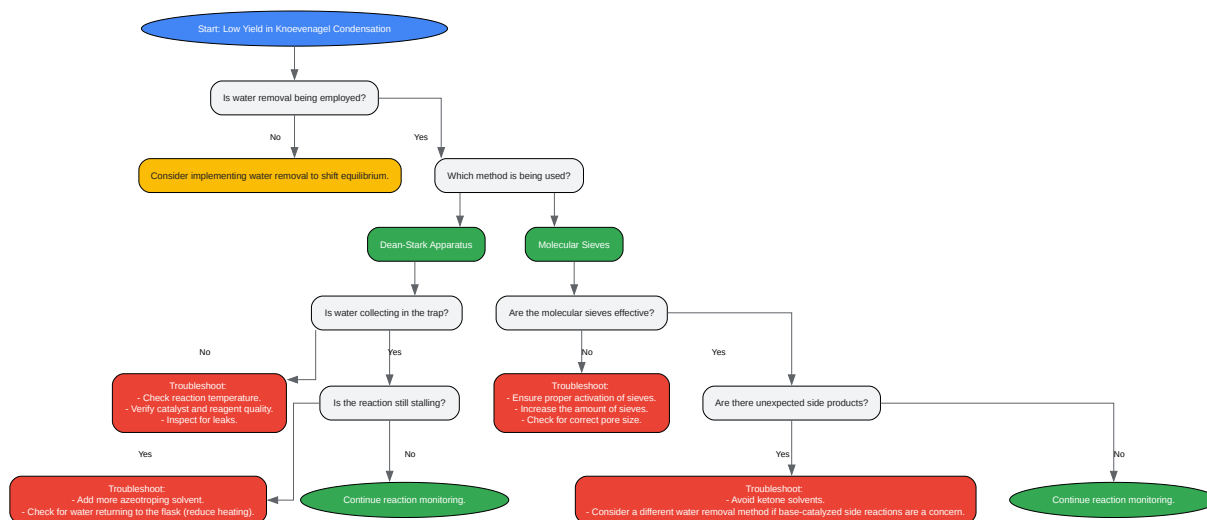 Start: Low Yield in Knoevenagel Condensation
Is water removal being employed?
No
Yes
Consider implementing water removal to shift equilibrium.
Which method is being used?
Dean-Stark Apparatus
Molecular Sieves
Is water collecting in the trap?
Are the molecular sieves effective?
No
Yes
No
Yes
Troubleshoot:
- Check reaction temperature.
- Verify catalyst and reagent quality.
- Inspect for leaks.
Is the reaction still stalling?
Troubleshoot:
- Ensure proper activation of sieves.
- Increase the amount of sieves.
- Check for correct pore size.
Are there unexpected side products?
Yes
No
Yes
No
Troubleshoot:
- Add more azeotroping solvent.
- Check for water returning to the flask (reduce heating).
Continue reaction monitoring.
Troubleshoot:
- Avoid ketone solvents.
- Consider a different water removal method if base-catalyzed side reactions are a concern.
Continue reaction monitoring.